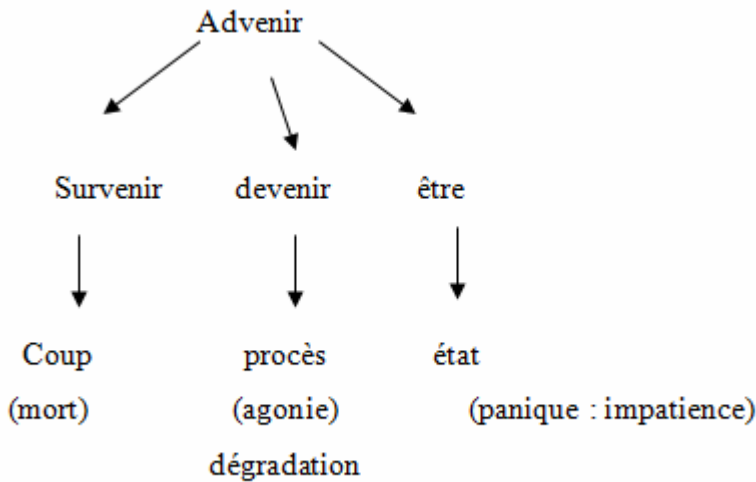 Advenir
Survenir devenir être
Coup procès état
(mort) (agonie) (panique : impatience)
dégradation